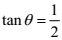 tan θ = 1/2